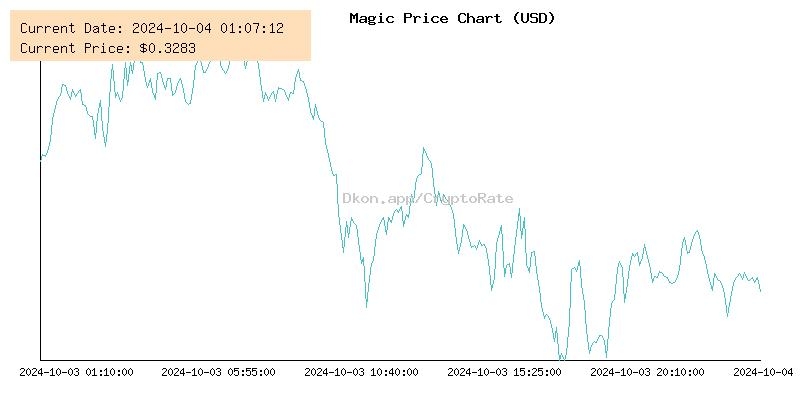 Magic Price Chart (USD)
Current Date: 2024-10-04 01:07:12
Current Price: $0.3283
Dkon.app/CryptoRate
2024-10-03 01:10:00 2024-10-03 05:55:00 2024-10-03 10:40:00 2024-10-03 15:25:00 2024-10-03 20:10:00 2024-10-04